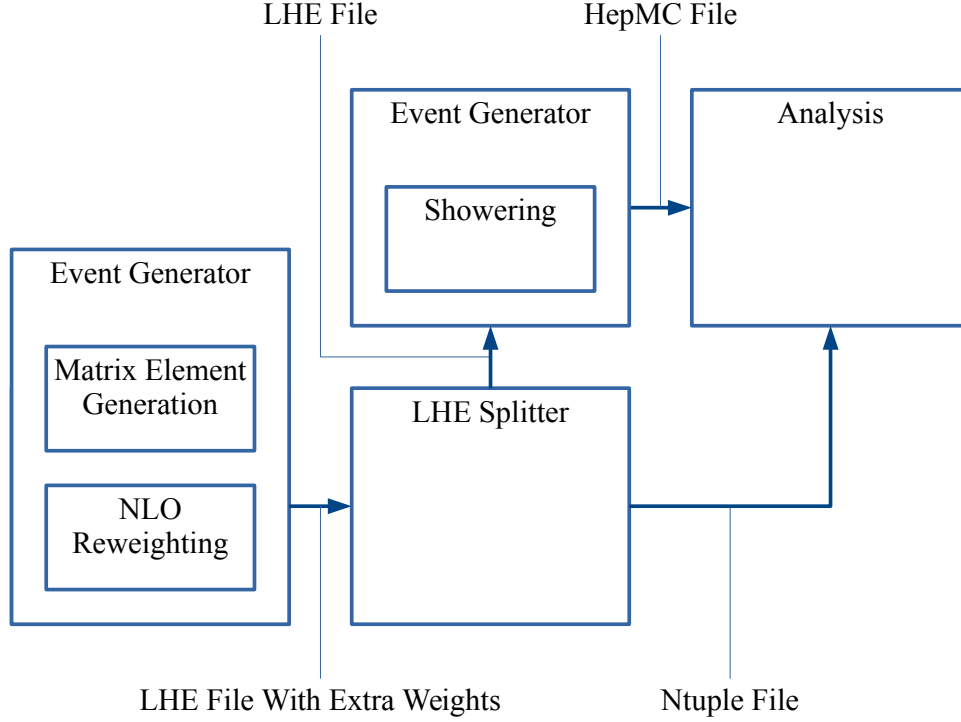 LHE File
HepMC File
Event Generator
Analysis
Showering
Event Generator
Matrix Element
Generation
LHE Splitter
NLO
Reweighting
LHE File With Extra Weights
Ntuple File